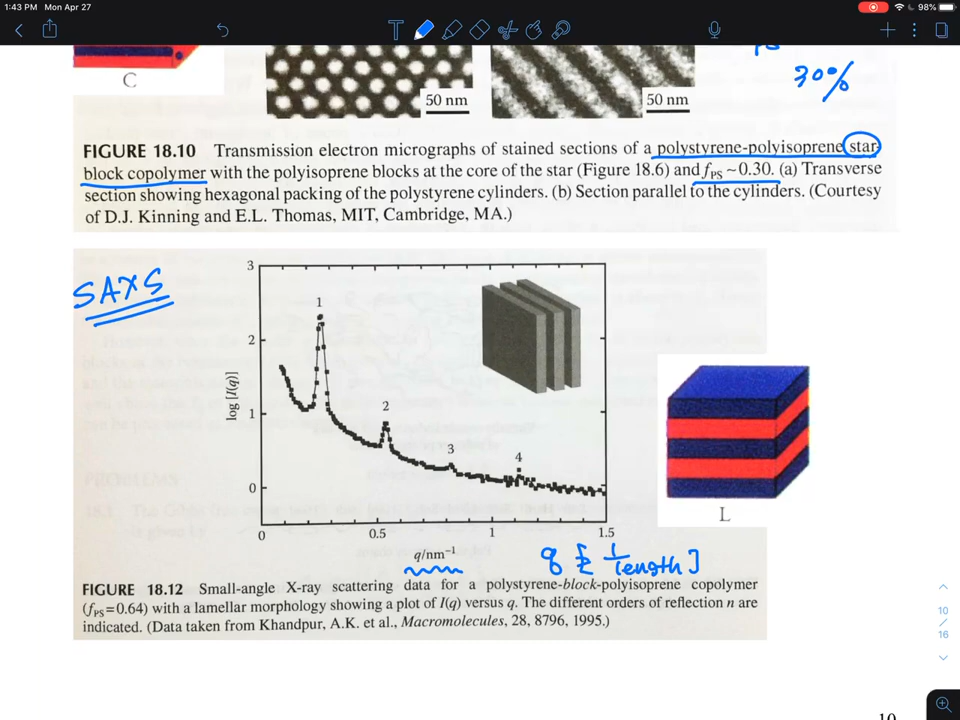 1:43 PM Mon Apr 27
98%
30%
C
50 nm
50 nm
FIGURE 18.10 Transmission electron micrographs of stained sections of a polystyrene-polyisoprene star-
block copolymer with the polyisoprene blocks at the core of the star (Figure 18.6) and fPS ~0.30. (a) Transverse
section showing hexagonal packing of the polystyrene cylinders. (b) Section parallel to the cylinders. (Courtesy
of D.J. Kinning and E.L. Thomas, MIT, Cambridge, MA.)
SAXS
3
2
1
0
log [I(q)]
1
2
3
4
0
0.5
1
1.5
q/nm⁻¹
L
q [= 1/length]
FIGURE 18.12 Small-angle X-ray scattering data for a polystyrene-block-polyisoprene copolymer
(fPS=0.64) with a lamellar morphology showing a plot of I(q) versus q. The different orders of reflection n are
indicated. (Data taken from Khandpur, A.K. et al., Macromolecules, 28, 8796, 1995.)
10
/
16